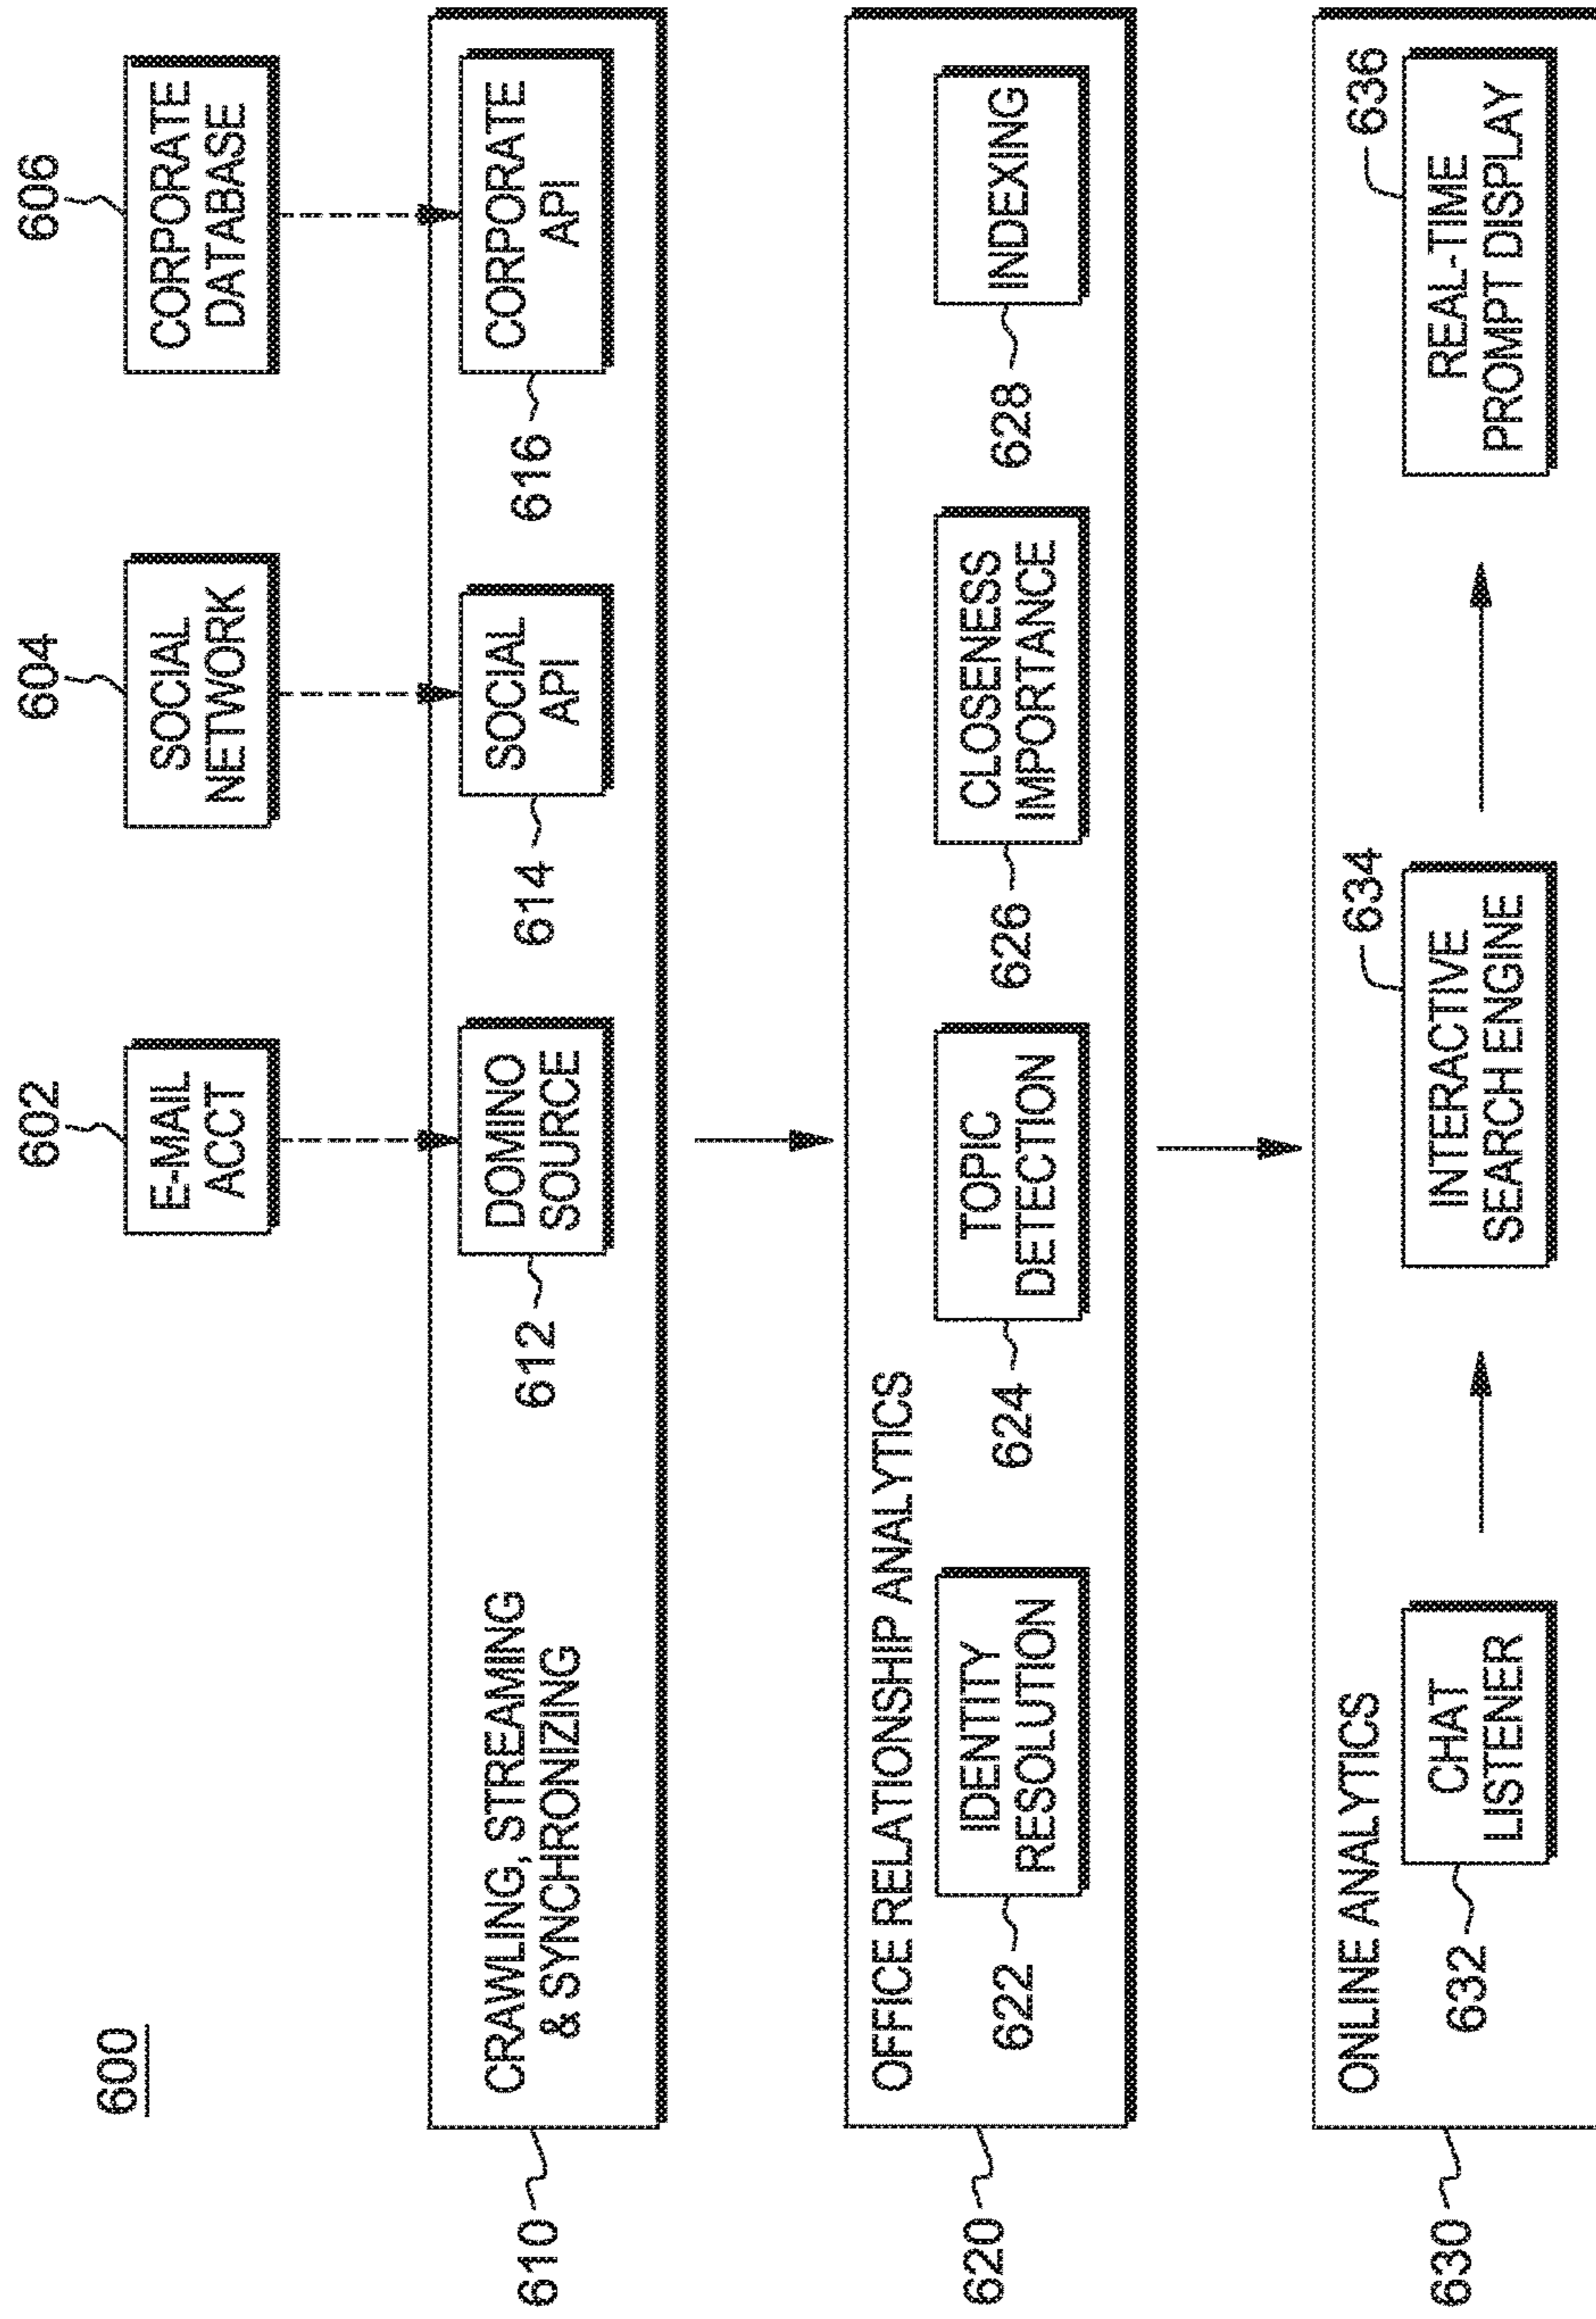 600
602
604
606
E-MAIL
ACCT
SOCIAL
NETWORK
CORPORATE
DATABASE
610
CRAWLING, STREAMING
& SYNCHRONIZING
612
DOMINO
SOURCE
614
SOCIAL
API
616
CORPORATE
API
620
OFFICE RELATIONSHIP ANALYTICS
622
IDENTITY
RESOLUTION
624
TOPIC
DETECTION
626
CLOSENESS
IMPORTANCE
628
INDEXING
630
ONLINE ANALYTICS
632
CHAT
LISTENER
634
INTERACTIVE
SEARCH ENGINE
636
REAL-TIME
PROMPT DISPLAY